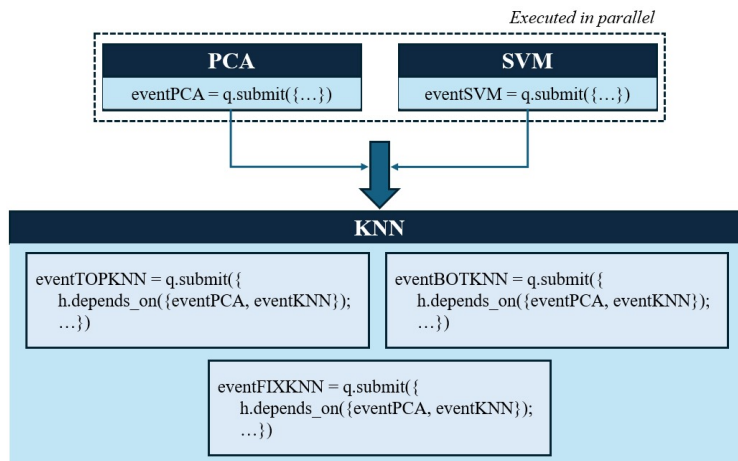 Executed in parallel
PCA
eventPCA = q.submit({…})
SVM
eventSVM = q.submit({…})
KNN
eventTOPKNN = q.submit({
h.depends_on({eventPCA, eventKNN});
…})
eventBOTKNN = q.submit({
h.depends_on({eventPCA, eventKNN});
…})
eventFIXKNN = q.submit({
h.depends_on({eventPCA, eventKNN});
…})